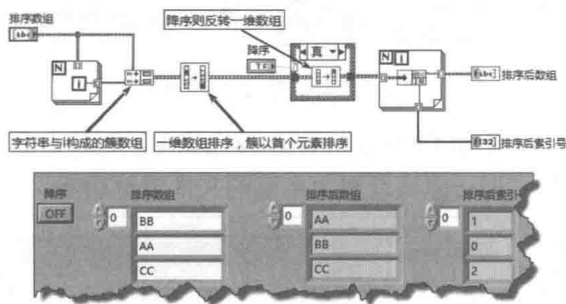 排序数组
abc
N
i
字符串与i构成的簇数组
一维数组排序，簇以首个元素排序
降序则反转一维数组
降序
TF
真
N
i
abc 排序后数组
I32 排序后索引号
降序
OFF
排序数组
0
BB
AA
CC
排序后数组
0
AA
BB
CC
排序后索引
0
1
0
2